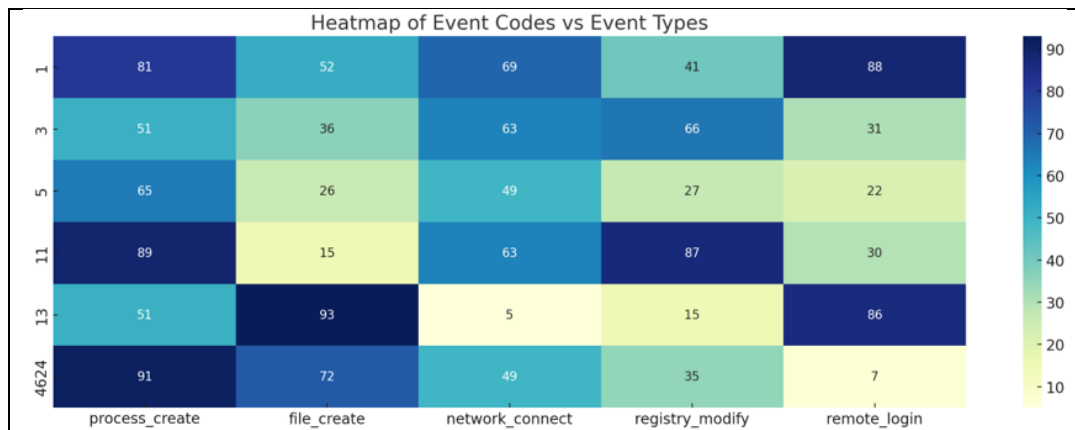 Heatmap of Event Codes vs Event Types
1 81 52 69 41 88
3 51 36 63 66 31
5 65 26 49 27 22
11 89 15 63 87 30
13 51 93 5 15 86
4624 91 72 49 35 7
process_create file_create network_connect registry_modify remote_login
90
80
70
60
50
40
30
20
10